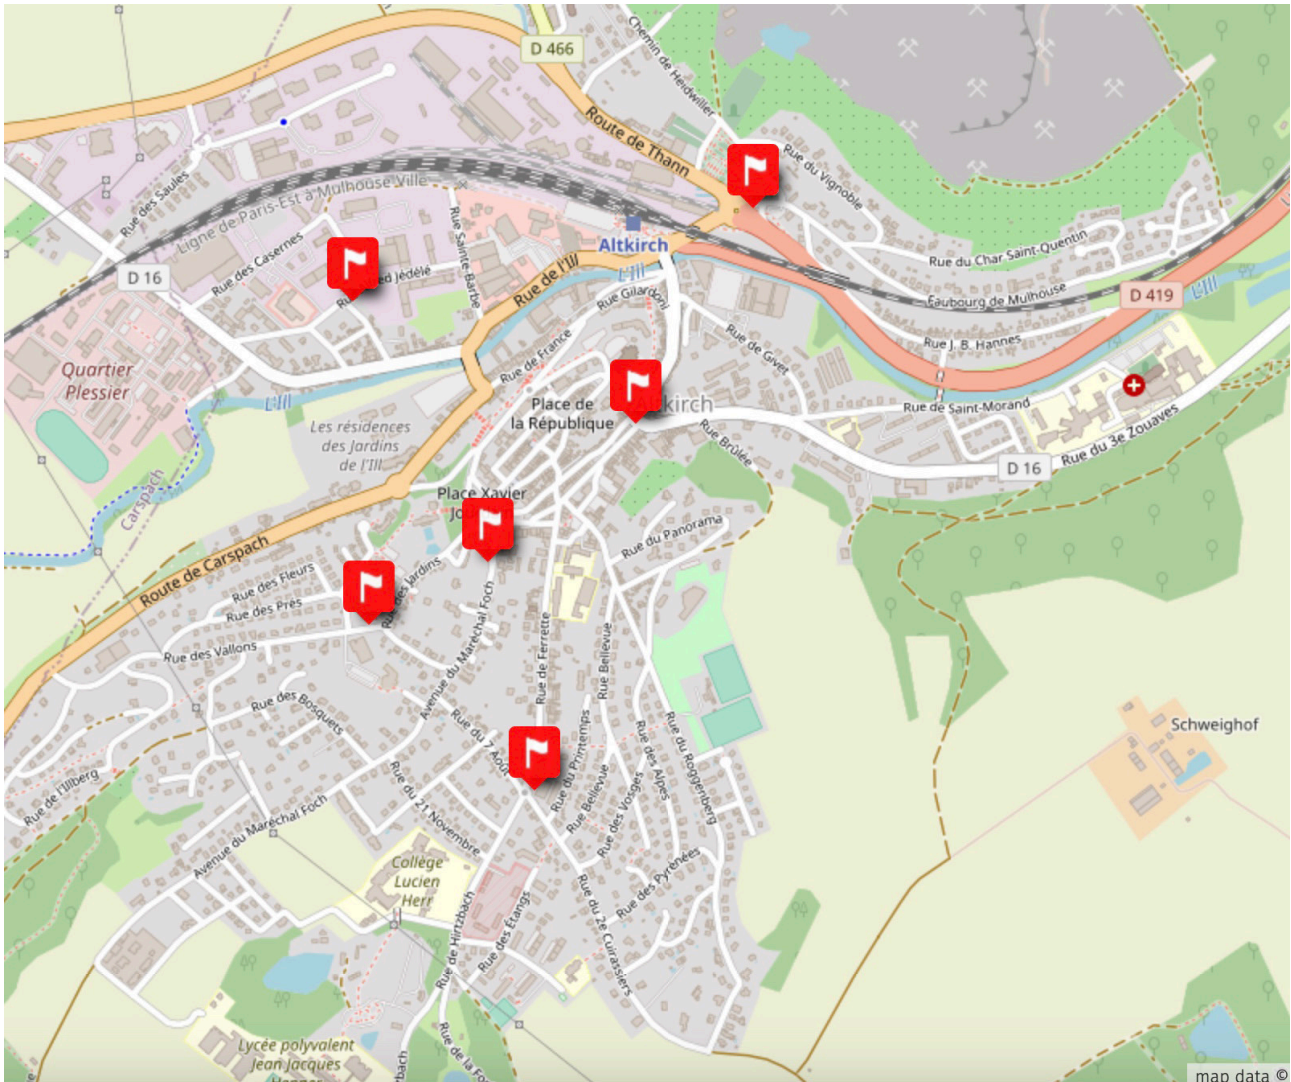 Chemin de Heidwiller
D 466
Route de Thann
Rue du Vignoble
Rue des Saules
Ligne de Paris-Est à Mulhouse Ville
Rue Sainte-Barbe
Altkirch
Rue du Char Saint-Quentin
Rue des Casernes
D 16
Rue de l'Ill
L'Ill
Jédélé
Rue Gilardoni
Faubourg de Mulhouse
D 419
L'Ill
Rue de France
Rue de Givet
Rue J. B. Hannes
Quartier
Plessier
L'Ill
Place de
la République
Rue de Saint-Morand
Les résidences
des Jardins
de l'Ill
Rue Brûlée
Rue du 3e Zouaves
D 16
Carspach
Place Xavier
Route de Carspach
Rue du Panorama
Rue des Fleurs
Rue des Prés
Rue des Jardins
Rue des Vallons
Avenue du Maréchal Foch
Rue de Ferrette
Rue Bellevue
Rue des Bosquets
Rue du 7 Août
Rue du Printemps
Rue des Alpes
Rue du Roggenberg
Schweighof
Rue de l'Illberg
Rue du 21 Novembre
Rue Bellevue
Rue des Vosges
Avenue du Maréchal Foch
Collège
Lucien
Herr
Rue des Pyrénées
Rue de Hirtzbach
Rue des Étangs
Rue du 2e Cuirassiers
Lycée polyvalent
Jean Jacques
Henner
map data ©